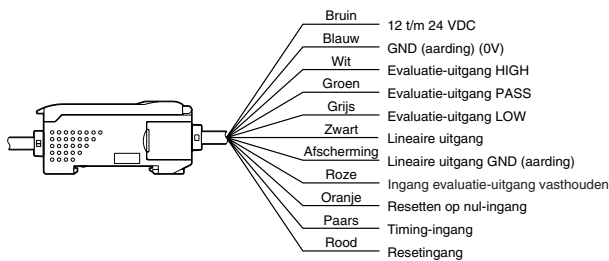 Bruin 12 t/m 24 VDC
Blauw GND (aarding) (0V)
Wit Evaluatie-uitgang HIGH
Groen Evaluatie-uitgang PASS
Grijs Evaluatie-uitgang LOW
Zwart Lineaire uitgang
Afscherming Lineaire uitgang GND (aarding)
Roze Ingang evaluatie-uitgang vasthouden
Oranje Resetten op nul-ingang
Paars Timing-ingang
Rood Resetingang